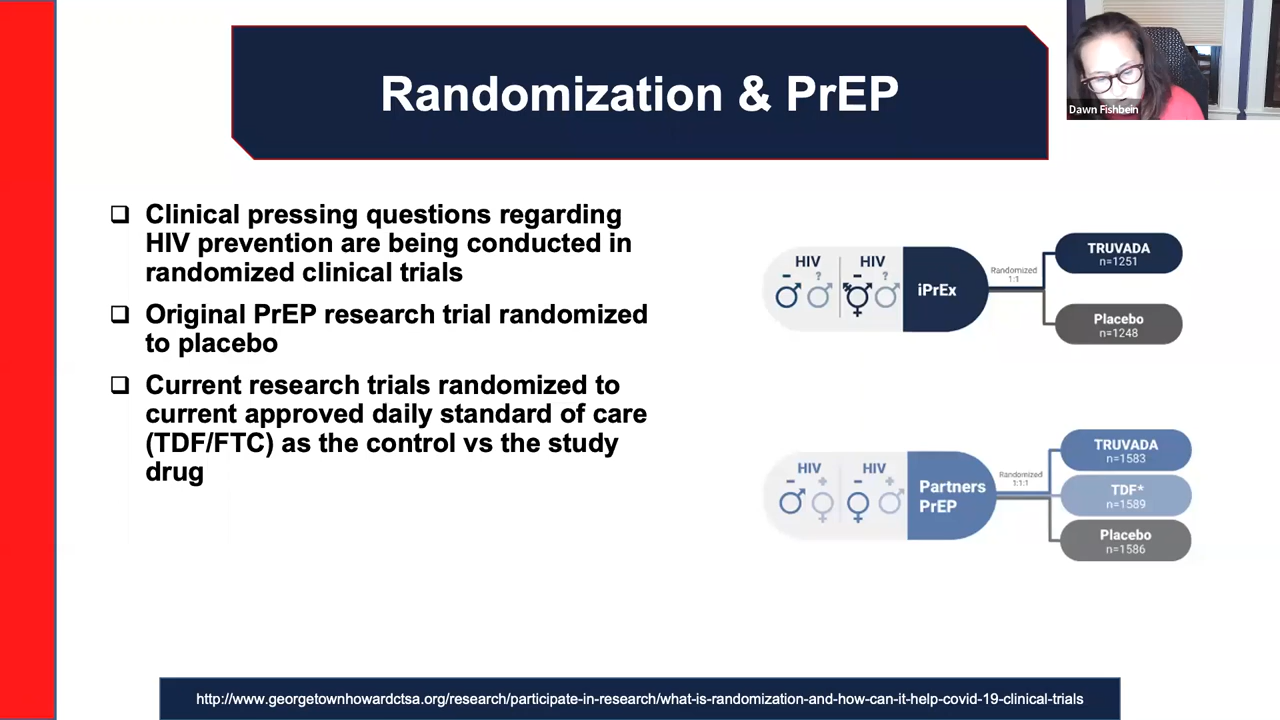 Randomization & PrEP
Dawn Fishbein
❑ Clinical pressing questions regarding
HIV prevention are being conducted in
randomized clinical trials
❑ Original PrEP research trial randomized
to placebo
❑ Current research trials randomized to
current approved daily standard of care
(TDF/FTC) as the control vs the study
drug
HIV HIV
- ? - ?
iPrEx
Randomized
1:1
TRUVADA
n=1251
Placebo
n=1248
HIV HIV
- + - +
Partners
PrEP
Randomized
1:1:1
TRUVADA
n=1583
TDF*
n=1589
Placebo
n=1586
http://www.georgetownhowardctsa.org/research/participate-in-research/what-is-randomization-and-how-can-it-help-covid-19-clinical-trials